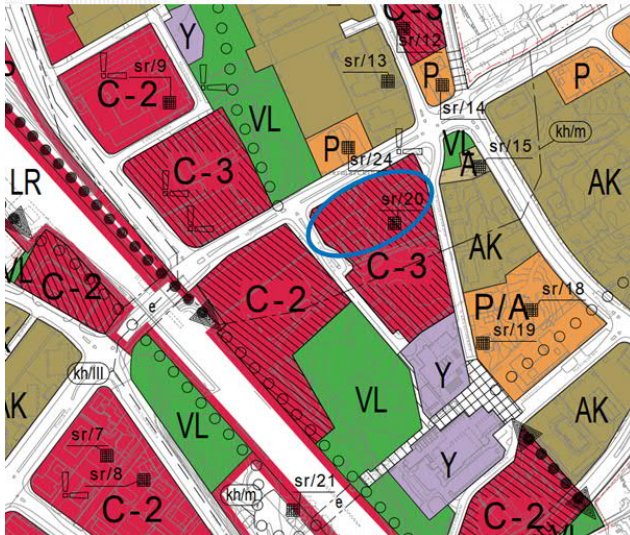 C-3
Y
sr/12
sr/9
sr/13
P
P
C-2
sr/14
VL
VL
kh/m
P
sr/15
A
C-3
sr/24
LR
AK
sr/20
AK
C-3
VL
C-2
C-2
P/A
sr/18
e
sr/19
kh/III
Y
AK
VL
VL
AK
sr/7
Y
sr/8
kh/m
sr/21
C-2
e
C-2